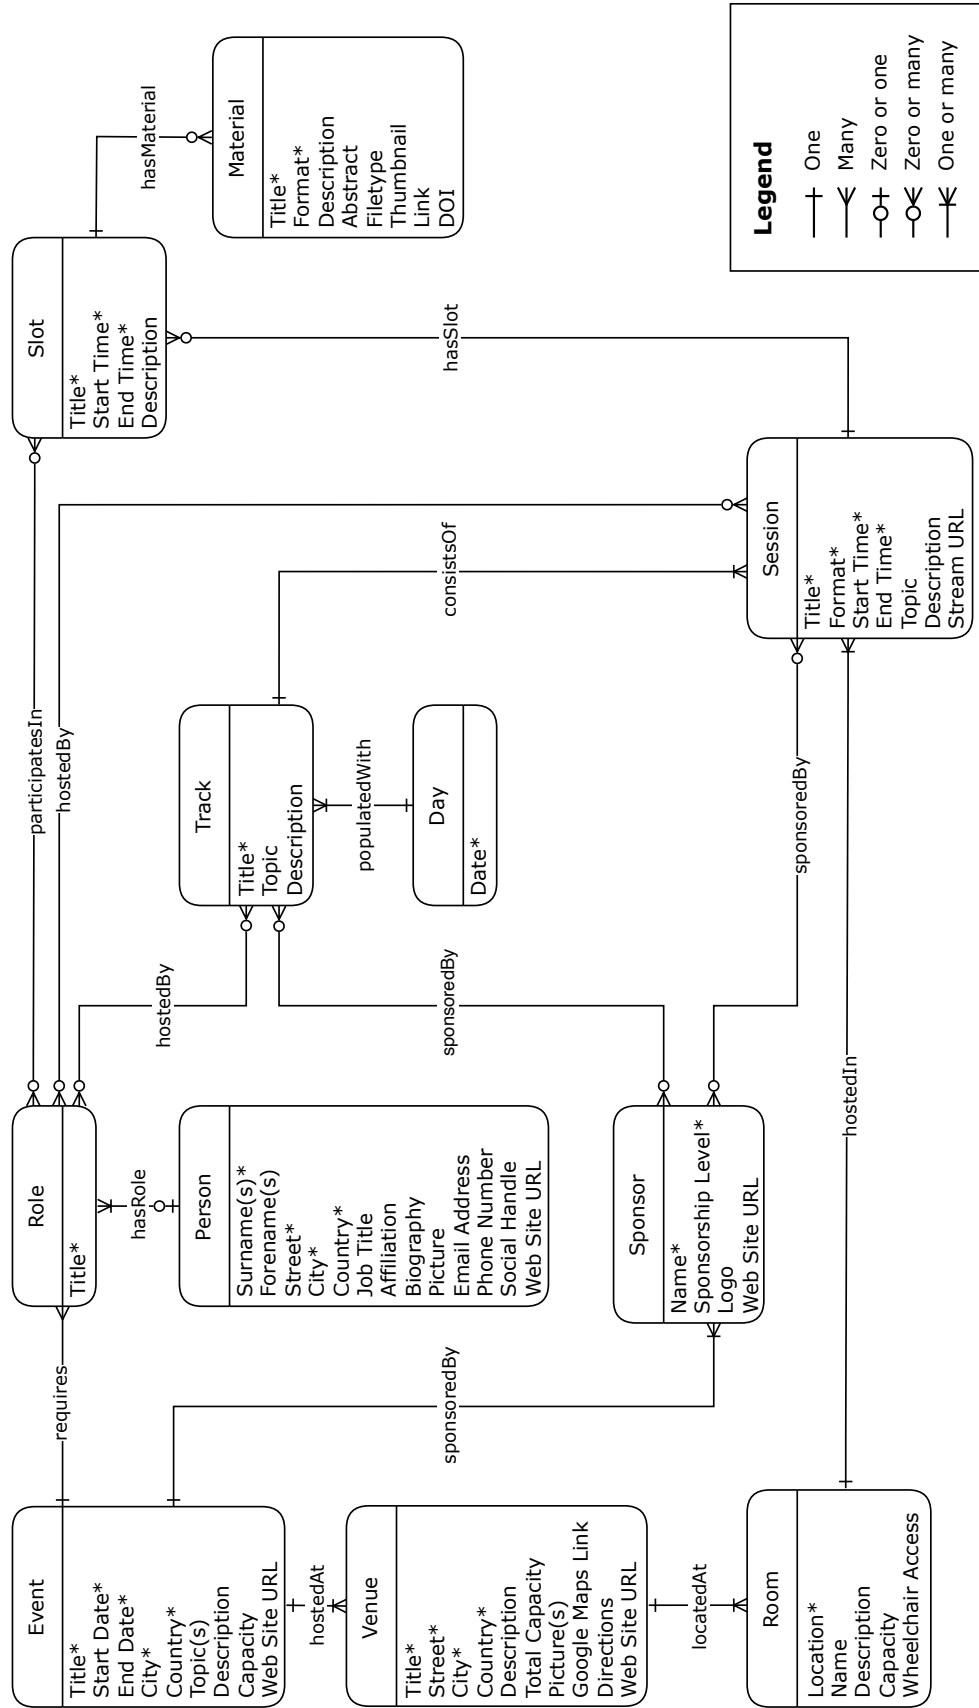 Event
Title*
Start Date*
End Date*
City*
Country*
Topic(s)
Description
Capacity
Web Site URL
requires
Role
Title*
participatesIn
hostedBy
Slot
Title*
Start Time*
End Time*
Description
hasMaterial
Material
Title*
Format*
Description
Abstract
Filetype
Thumbnail
Link
DOI
hostedAt
sponsoredBy
hasRole
Person
Surname(s)*
Forename(s)
Street*
City*
Country*
Job Title
Affiliation
Biography
Picture
Email Address
Phone Number
Social Handle
Web Site URL
hostedBy
Track
Title*
Topic
Description
populatedWith
Day
Date*
consistsOf
hasSlot
Venue
Title*
Street*
City*
Country*
Description
Total Capacity
Picture(s)
Google Maps Link
Directions
Web Site URL
sponsoredBy
Sponsor
Name*
Sponsorship Level*
Logo
Web Site URL
sponsoredBy
locatedAt
Room
Location*
Name
Description
Capacity
Wheelchair Access
hostedIn
Session
Title*
Format*
Start Time*
End Time*
Topic
Description
Stream URL
Legend
One
Many
Zero or one
Zero or many
One or many